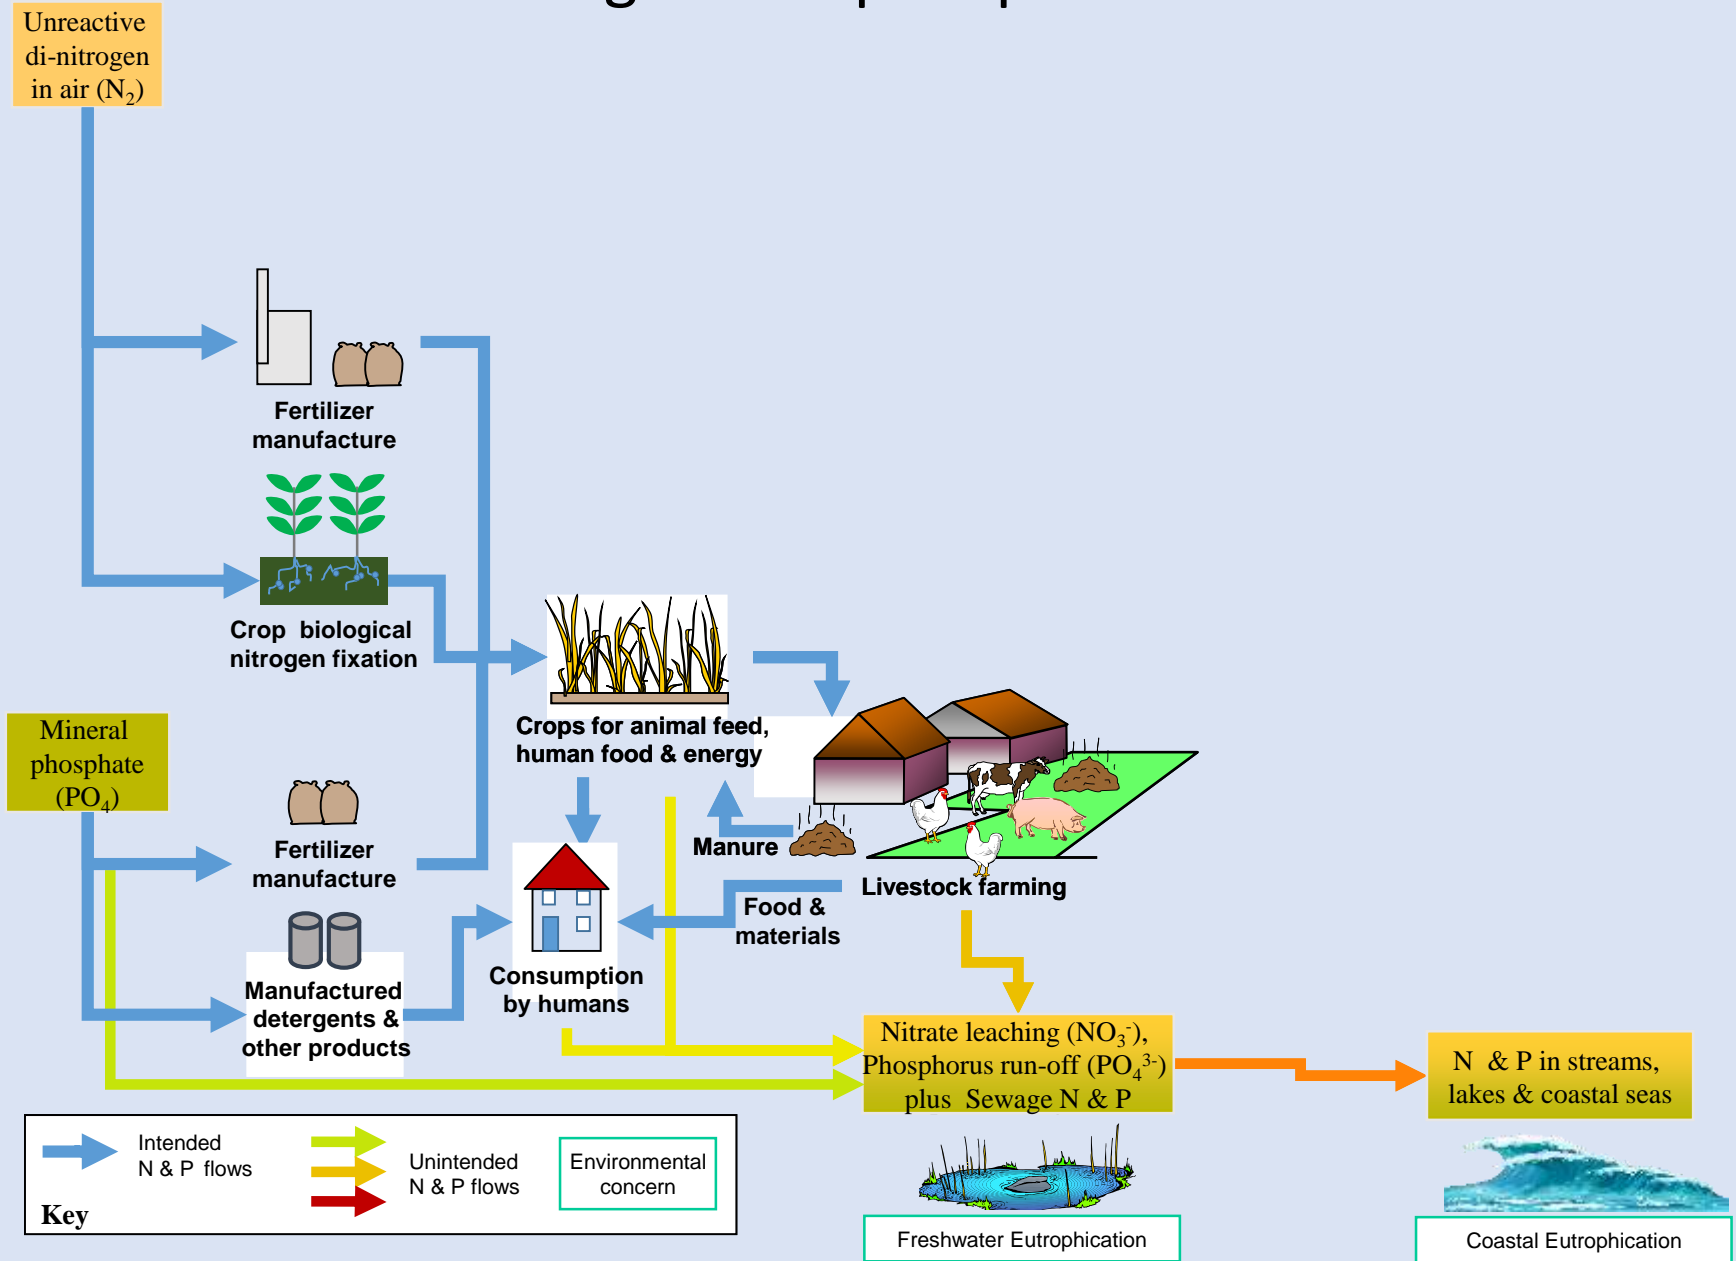 Unreactive
di-nitrogen
in air (N₂)
Fertilizer
manufacture
Crop biological
nitrogen fixation
Mineral
phosphate
(PO₄)
Crops for animal feed,
human food & energy
Fertilizer
manufacture
Manure
Livestock farming
Food &
materials
Manufactured
detergents &
other products
Consumption
by humans
Nitrate leaching (NO₃⁻),
Phosphorus run-off (PO₄³⁻)
plus Sewage N & P
N & P in streams,
lakes & coastal seas
Intended
N & P flows
Unintended
N & P flows
Environmental
concern
Key
Freshwater Eutrophication
Coastal Eutrophication